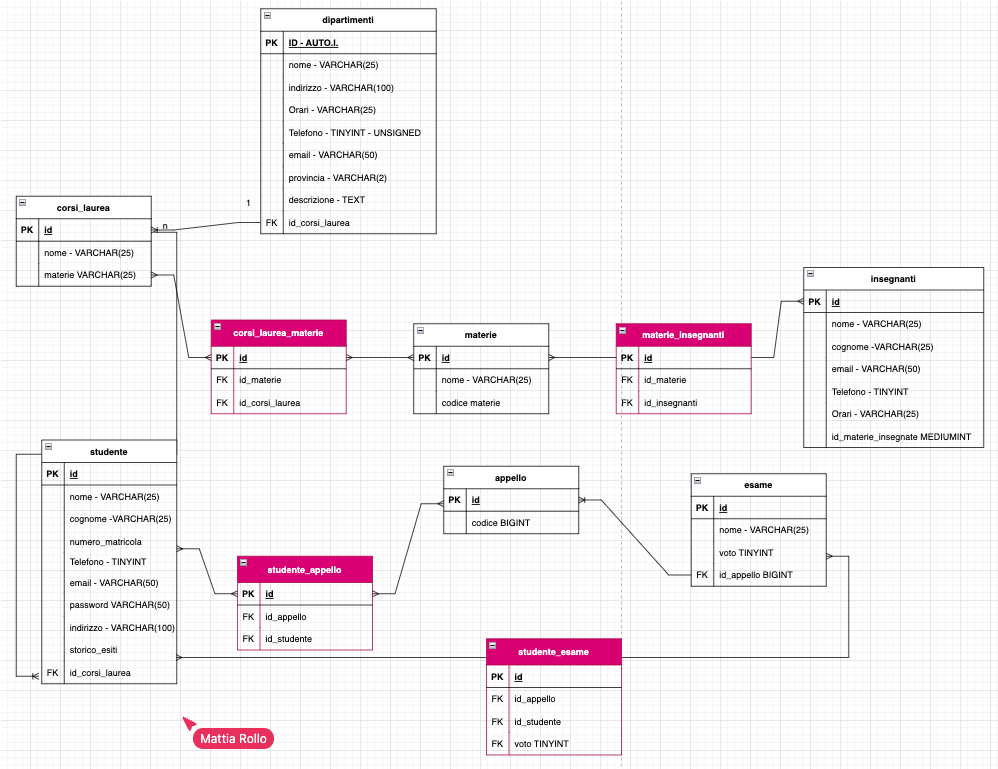 dipartimenti
PK ID - AUTO.I.
nome - VARCHAR(25)
indirizzo - VARCHAR(100)
Orari - VARCHAR(25)
Telefono - TINYINT - UNSIGNED
email - VARCHAR(50)
provincia - VARCHAR(2)
descrizione - TEXT
FK id_corsi_laurea
1
n
corsi_laurea
PK id
nome - VARCHAR(25)
materie VARCHAR(25)
corsi_laurea_materie
PK id
FK id_materie
FK id_corsi_laurea
materie
PK id
nome - VARCHAR(25)
codice materie
materie_insegnanti
PK id
FK id_materie
FK id_insegnanti
insegnanti
PK id
nome - VARCHAR(25)
cognome -VARCHAR(25)
email - VARCHAR(50)
Telefono - TINYINT
Orari - VARCHAR(25)
id_materie_insegnate MEDIUMINT
studente
PK id
nome - VARCHAR(25)
cognome -VARCHAR(25)
numero_matricola
Telefono - TINYINT
email - VARCHAR(50)
password VARCHAR(50)
indirizzo - VARCHAR(100)
storico_esiti
FK id_corsi_laurea
studente_appello
PK id
FK id_appello
FK id_studente
appello
PK id
codice BIGINT
esame
PK id
nome - VARCHAR(25)
voto TINYINT
FK id_appello BIGINT
studente_esame
PK id
FK id_appello
FK id_studente
FK voto TINYINT
Mattia Rollo